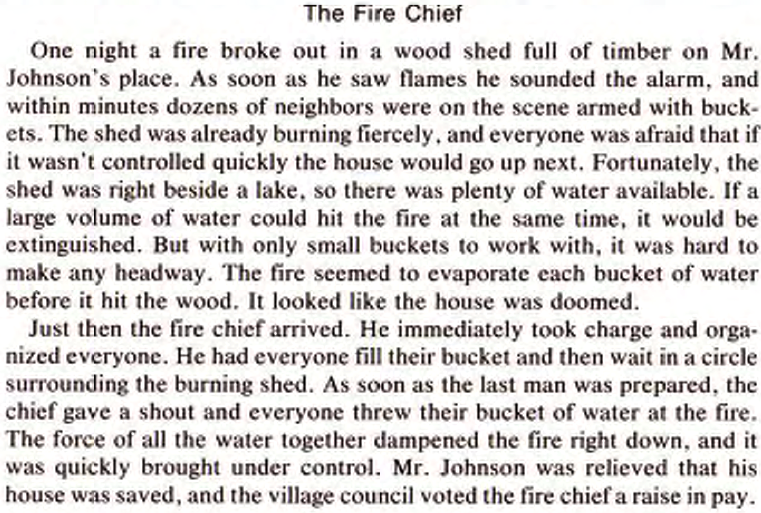 The Fire Chief
One night a fire broke out in a wood shed full of timber on Mr.
Johnson's place. As soon as he saw flames he sounded the alarm, and
within minutes dozens of neighbors were on the scene armed with buck-
ets. The shed was already burning fiercely, and everyone was afraid that if
it wasn't controlled quickly the house would go up next. Fortunately, the
shed was right beside a lake, so there was plenty of water available. If a
large volume of water could hit the fire at the same time, it would be
extinguished. But with only small buckets to work with, it was hard to
make any headway. The fire seemed to evaporate each bucket of water
before it hit the wood. It looked like the house was doomed.
Just then the fire chief arrived. He immediately took charge and orga-
nized everyone. He had everyone fill their bucket and then wait in a circle
surrounding the burning shed. As soon as the last man was prepared, the
chief gave a shout and everyone threw their bucket of water at the fire.
The force of all the water together dampened the fire right down, and it
was quickly brought under control. Mr. Johnson was relieved that his
house was saved, and the village council voted the fire chief a raise in pay.